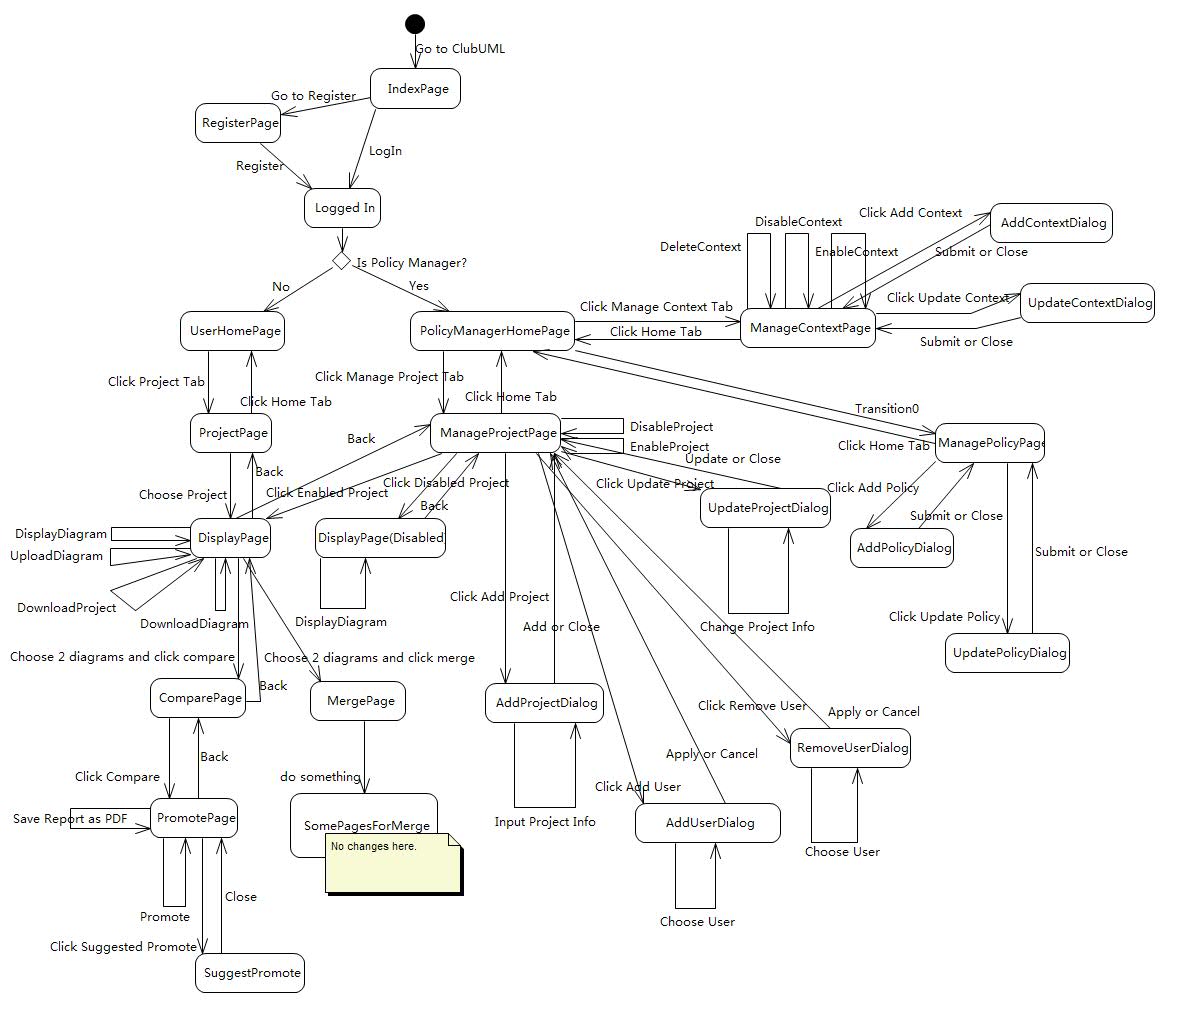 Go to ClubUML
IndexPage
Go to Register
RegisterPage
LogIn
Register
Logged In
Is Policy Manager?
No
Yes
UserHomePage
PolicyManagerHomePage
Click Manage Context Tab
Click Home Tab
ManageContextPage
DeleteContext
DisableContext
EnableContext
Click Add Context
AddContextDialog
Submit or Close
Click Update Context
UpdateContextDialog
Submit or Close
Click Project Tab
Click Home Tab
ProjectPage
Click Manage Project Tab
Click Home Tab
ManageProjectPage
DisableProject
EnableProject
Transition0
Click Home Tab
ManagePolicyPage
Click Add Policy
Submit or Close
AddPolicyDialog
Submit or Close
Click Update Policy
UpdatePolicyDialog
Update or Close
Click Update Project
UpdateProjectDialog
Change Project Info
Back
Back
Choose Project
Click Enabled Project
Click Disabled Project
Back
DisplayPage
DisplayPage(Disabled)
DisplayDiagram
UploadDiagram
DownloadProject
DownloadDiagram
DisplayDiagram
Choose 2 diagrams and click compare
Choose 2 diagrams and click merge
Back
ComparePage
MergePage
Click Add Project
Add or Close
AddProjectDialog
Input Project Info
Click Remove User
Apply or Cancel
RemoveUserDialog
Choose User
Apply or Cancel
Click Add User
AddUserDialog
Choose User
Click Compare
Back
do something
SomePagesForMerge
No changes here.
Save Report as PDF
PromotePage
Promote
Close
Click Suggested Promote
SuggestPromote